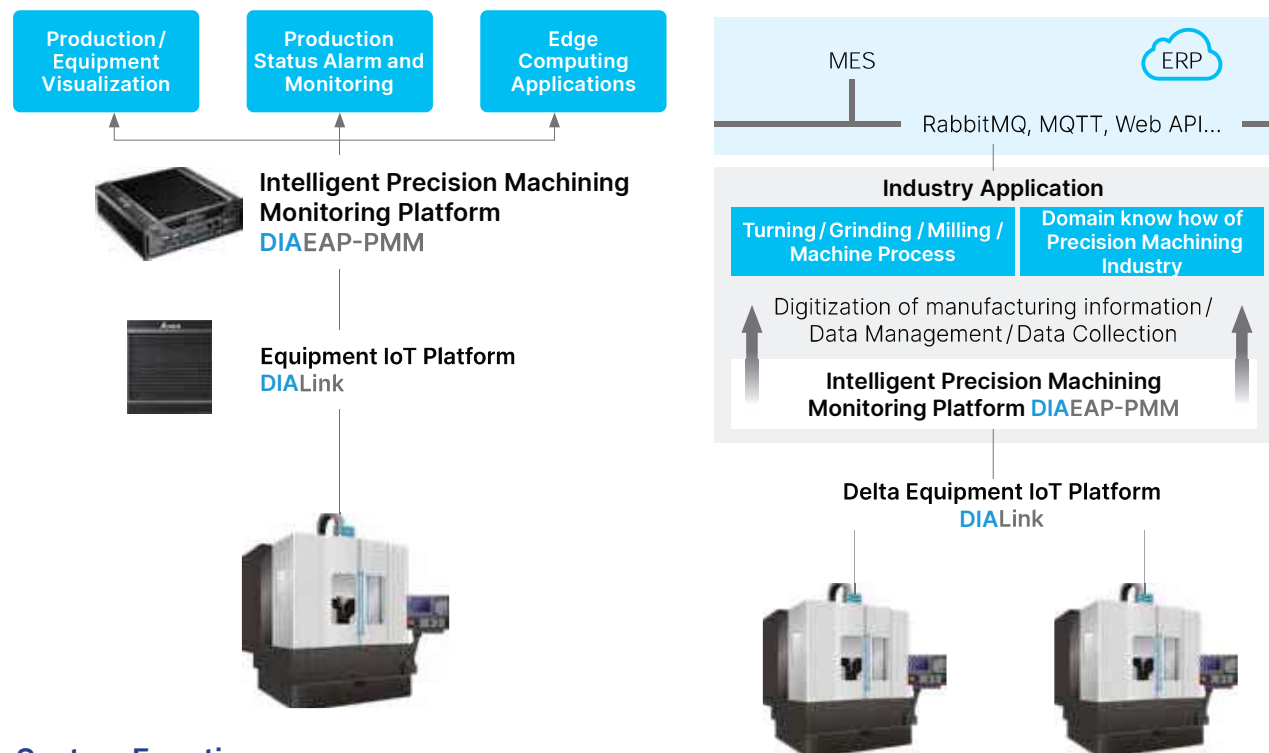 Production/
Equipment
Visualization
Production
Status Alarm and
Monitoring
Edge
Computing
Applications
Intelligent Precision Machining
Monitoring Platform
DIAEAP-PMM
Equipment IoT Platform
DIALink
MES
ERP
RabbitMQ, MQTT, Web API...
Industry Application
Turning/Grinding/Milling/
Machine Process
Domain know how of
Precision Machining
Industry
Digitization of manufacturing information/
Data Management/Data Collection
Intelligent Precision Machining
Monitoring Platform DIAEAP-PMM
Delta Equipment IoT Platform
DIALink